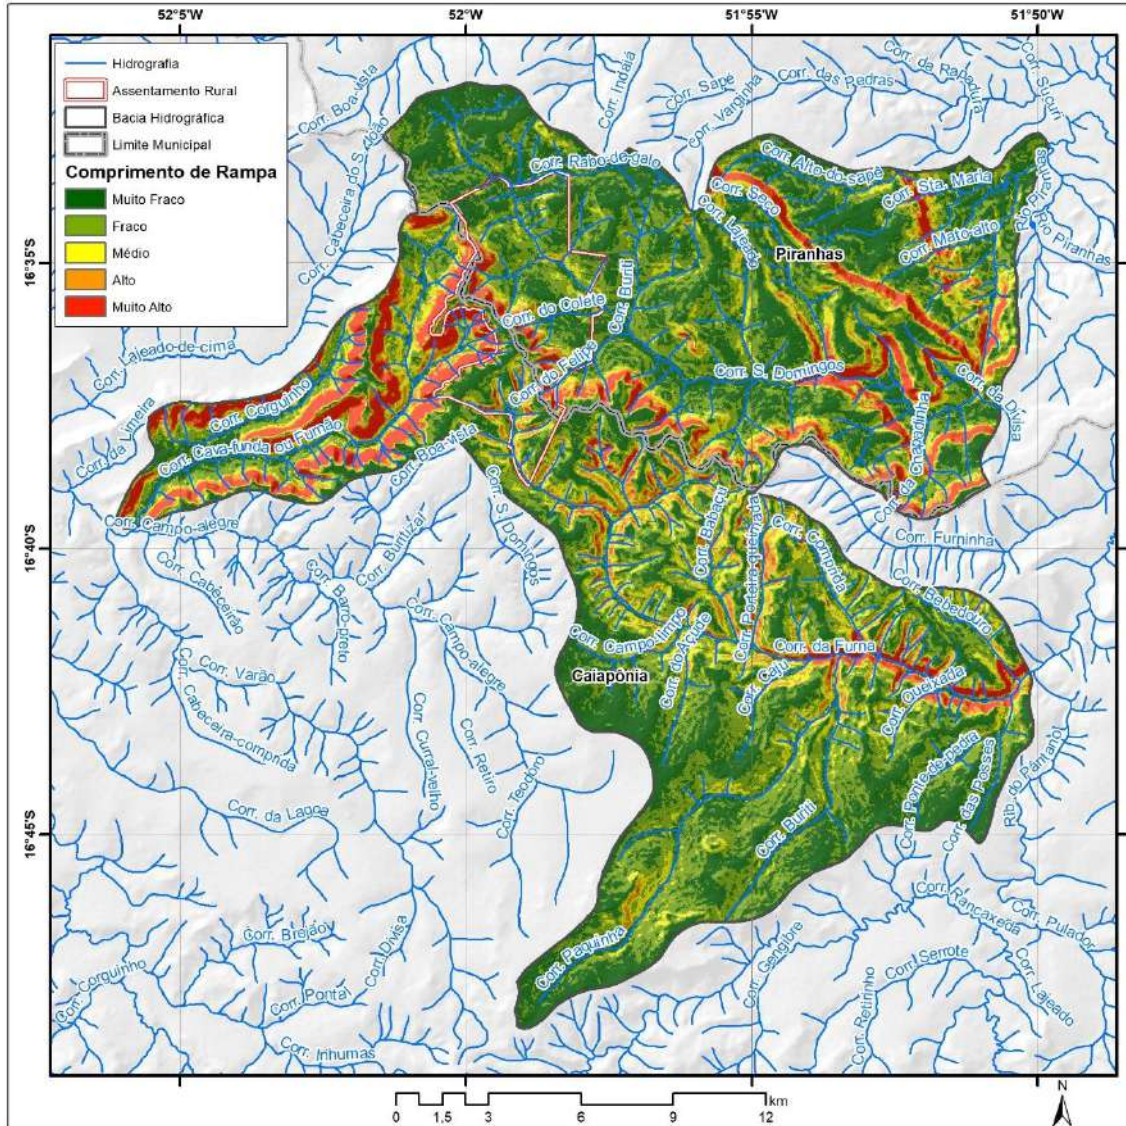 52°5'W
52°W
51°55'W
51°50'W
Hidrografia
Assentamento Rural
Bacia Hidrográfica
Limite Municipal
Comprimento de Rampa
Muito Fraco
Fraco
Médio
Alto
Muito Alto
Corr. Boa-vista
Corr. Indaiá
Corr. Sapé
Corr. Varginha
Corr. das Pedras
Corr. da Rapadura
Corr. Sucuri
Corr. Cabeceira do S. João
Corr. Rabo-de-galo
Corr. Alto-do-sapé
Corr. Seco
Corr. Sta. Maria
Rio Piranhas
Rio Piranhas
Corr. Lajeado
Corr. Mato-alto
Piranhas
16°35'S
Corr. Buriti
Corr. do Colete
Corr. Lajeado-de-cima
Corr. do Felipe
Corr. S. Domingos
Corr. Corguinho
Corr. da Divisa
Corr. da Limeira
Corr. da Chapadinha
Corr. Cava-funda ou Fumão
Corr. Boa-vista
Corr. S. Domingos
Corr. Campo-alegre
Corr. Babaçu
Corr. Porteira-queimada
Corr. Comprida
Corr. Furninha
16°40'S
Corr. Buritizal
Corr. Cabeceirão
Corr. Barro-preto
Corr. Bebedouro
Corr. Campo-alegre
Corr. Campo-limpo
Corr. do Açude
Corr. da Furna
Corr. Varão
Corr. Caju
Corr. Queixada
Caiapônia
Corr. Cabeceira-comprida
Corr. Curral-velho
Corr. Retiro
Corr. Teodoro
Corr. Ponte-de-pedra
Corr. das Posses
Rib. do Pântanol
Corr. da Lagoa
Corr. Buriti
16°45'S
Corr. Rancaxeda
Corr. Pulador
Corr. Brejão
Corr. Divisa
Corr. Paquinha
Corr. Gengibre
Corr. Serrote
Corr. Lajeado
Corr. Corguinho
Corr. Ponta
Corr. Retirinho
Corr. Inhumas
0 1,5 3 6 9 12
km
N